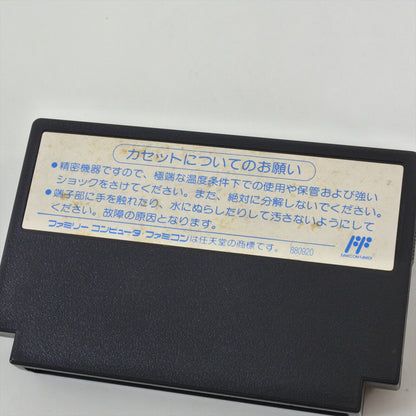 カセットについてのお願い
●精密機器ですので、極端な温度条件下での使用や保管および強い
ショックをさけてください。また、絶対に分解しないでください。
●端子部に手を触れたり、水にぬらしたりして汚さないようにして
ください。故障の原因となります。
ファミリー コンピュータ・ファミコンは任天堂の商標です。 880920